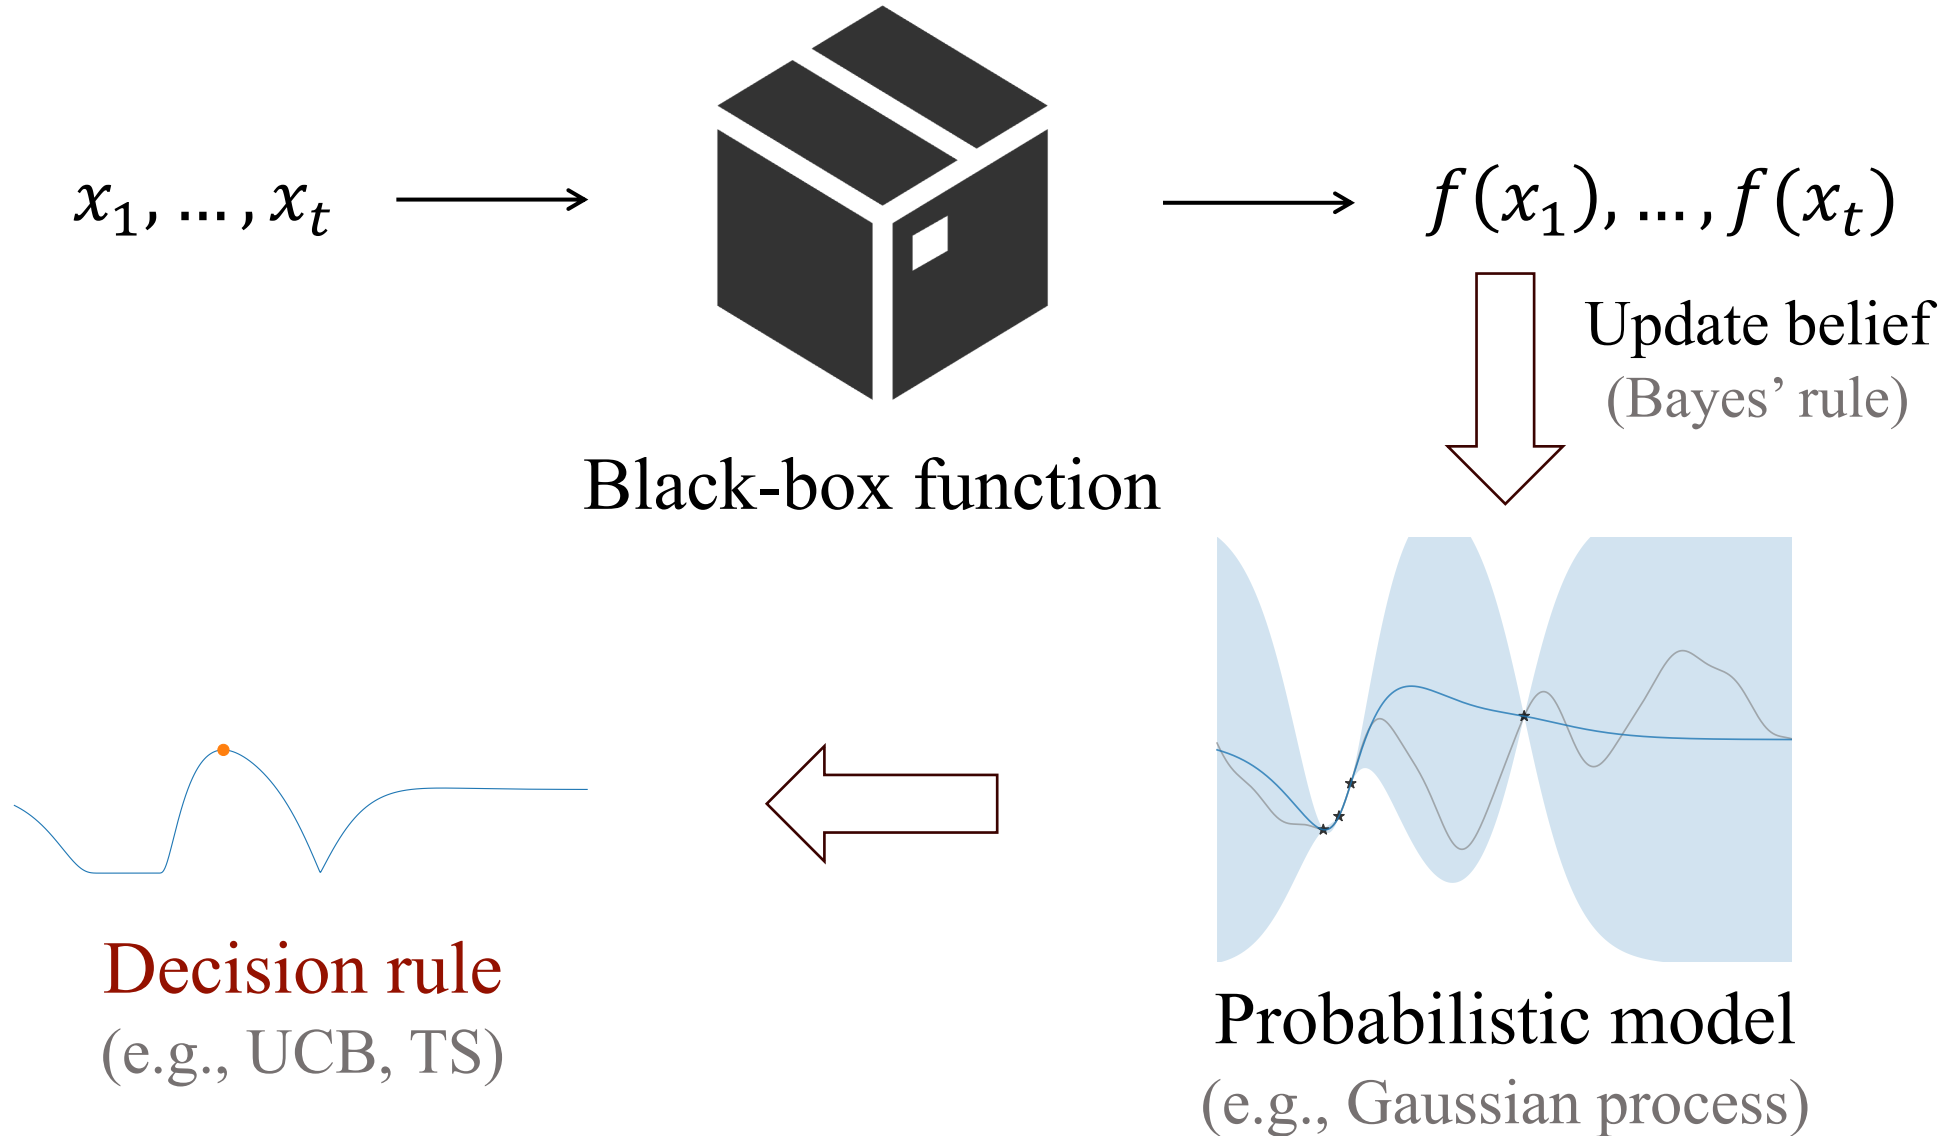 x₁, … , xₜ
f(x₁), … , f(xₜ)
Update belief
(Bayes’ rule)
Black-box function
Decision rule
(e.g., UCB, TS)
Probabilistic model
(e.g., Gaussian process)